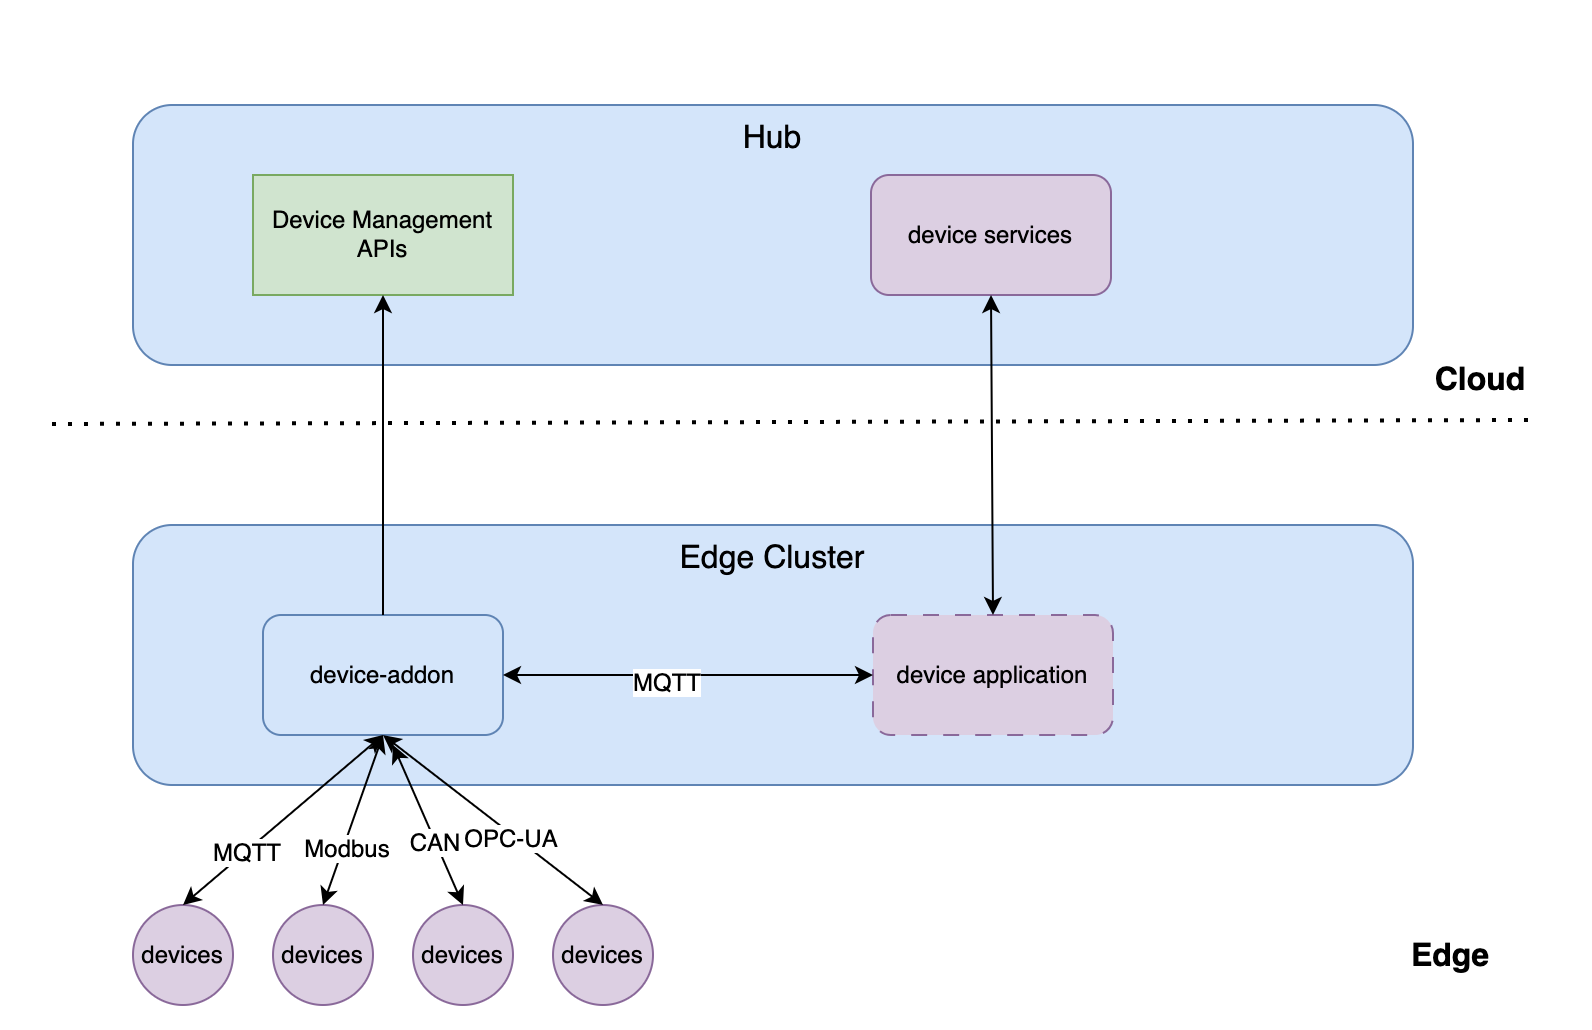 Hub
Device Management
APIs
device services
Cloud
Edge Cluster
device-addon
MQTT
device application
MQTT
Modbus
CAN
OPC-UA
devices
devices
devices
devices
Edge